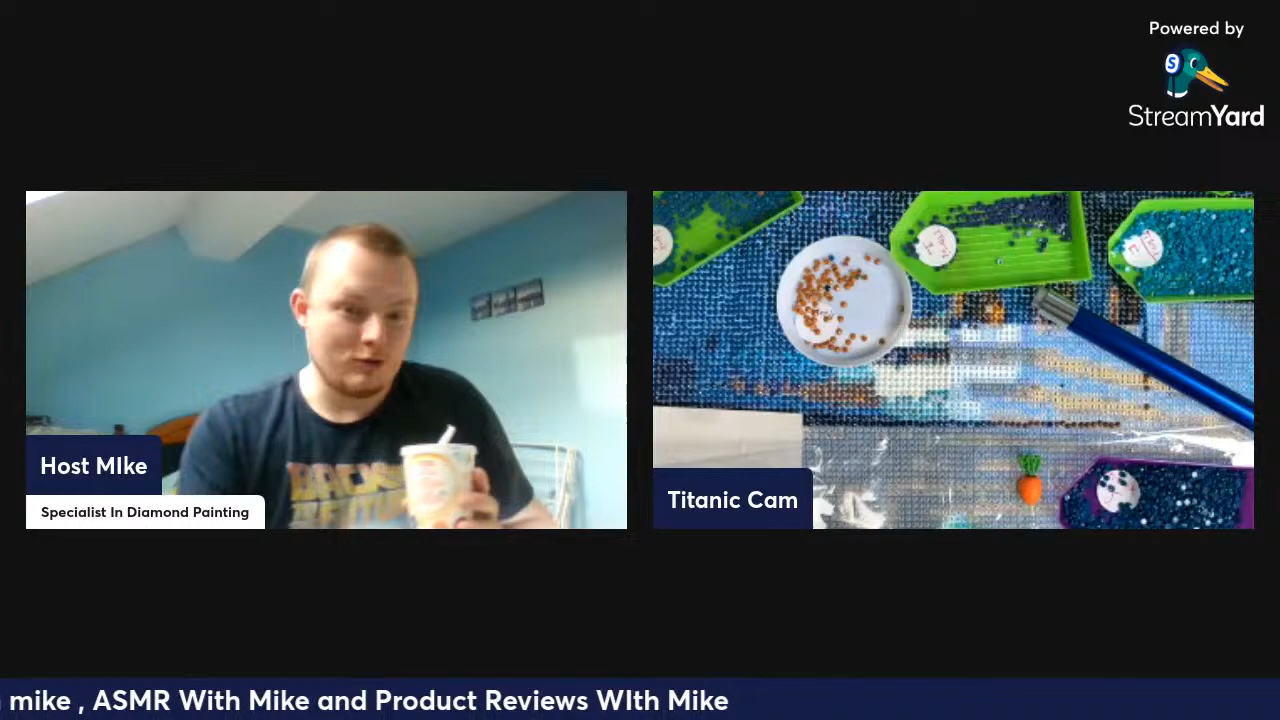 Powered by
S
StreamYard
BACK
Host MIke
Specialist In Diamond Painting
Titanic Cam
mike , ASMR With Mike and Product Reviews WIth Mike